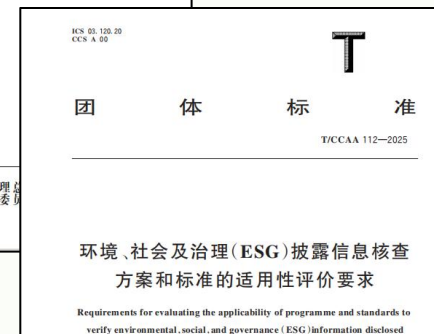 ICS 03.120.20
CCS A 00
T
团体标准
T/CCAA 112—2025
环境、社会及治理(ESG)披露信息核查
方案和标准的适用性评价要求
Requirements for evaluating the applicability of programme and standards to
verify environmental, social, and governance (ESG) information disclosed